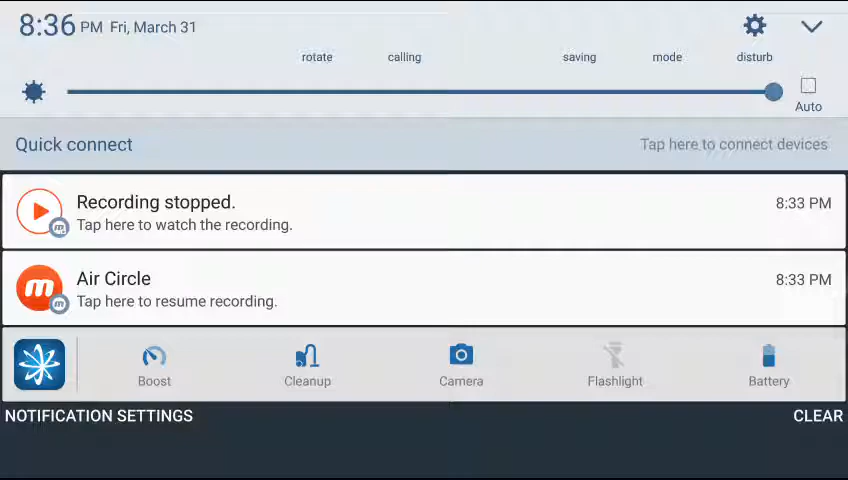 8:36 PM Fri, March 31
rotate calling saving mode disturb
Auto
Quick connect Tap here to connect devices
Recording stopped. 8:33 PM
Tap here to watch the recording.
Air Circle 8:33 PM
m Tap here to resume recording.
Boost Cleanup Camera Flashlight Battery
NOTIFICATION SETTINGS CLEAR